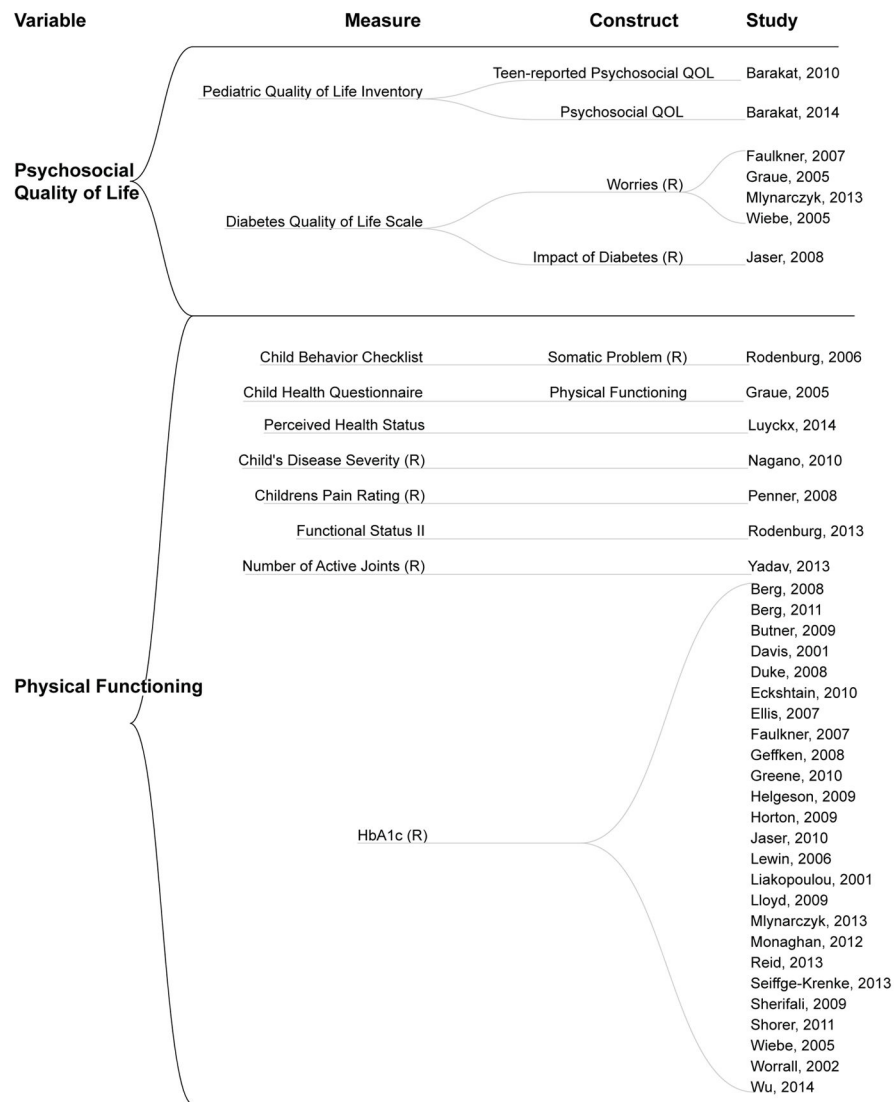 Variable Measure Construct Study
Teen-reported Psychosocial QOL Barakat, 2010
Pediatric Quality of Life Inventory
Psychosocial QOL Barakat, 2014
Psychosocial
Quality of Life
Faulkner, 2007
Graue, 2005
Worries (R)
Mlynarczyk, 2013
Wiebe, 2005
Diabetes Quality of Life Scale
Impact of Diabetes (R) Jaser, 2008
Child Behavior Checklist Somatic Problem (R) Rodenburg, 2006
Child Health Questionnaire Physical Functioning Graue, 2005
Perceived Health Status Luyckx, 2014
Child's Disease Severity (R) Nagano, 2010
Childrens Pain Rating (R) Penner, 2008
Functional Status II Rodenburg, 2013
Number of Active Joints (R) Yadav, 2013
Physical Functioning
HbA1c (R)
Berg, 2008
Berg, 2011
Butner, 2009
Davis, 2001
Duke, 2008
Eckshtain, 2010
Ellis, 2007
Faulkner, 2007
Geffken, 2008
Greene, 2010
Helgeson, 2009
Horton, 2009
Jaser, 2010
Lewin, 2006
Liakopoulou, 2001
Lloyd, 2009
Mlynarczyk, 2013
Monaghan, 2012
Reid, 2013
Seiffge-Krenke, 2013
Sherifali, 2009
Shorer, 2011
Wiebe, 2005
Worrall, 2002
Wu, 2014